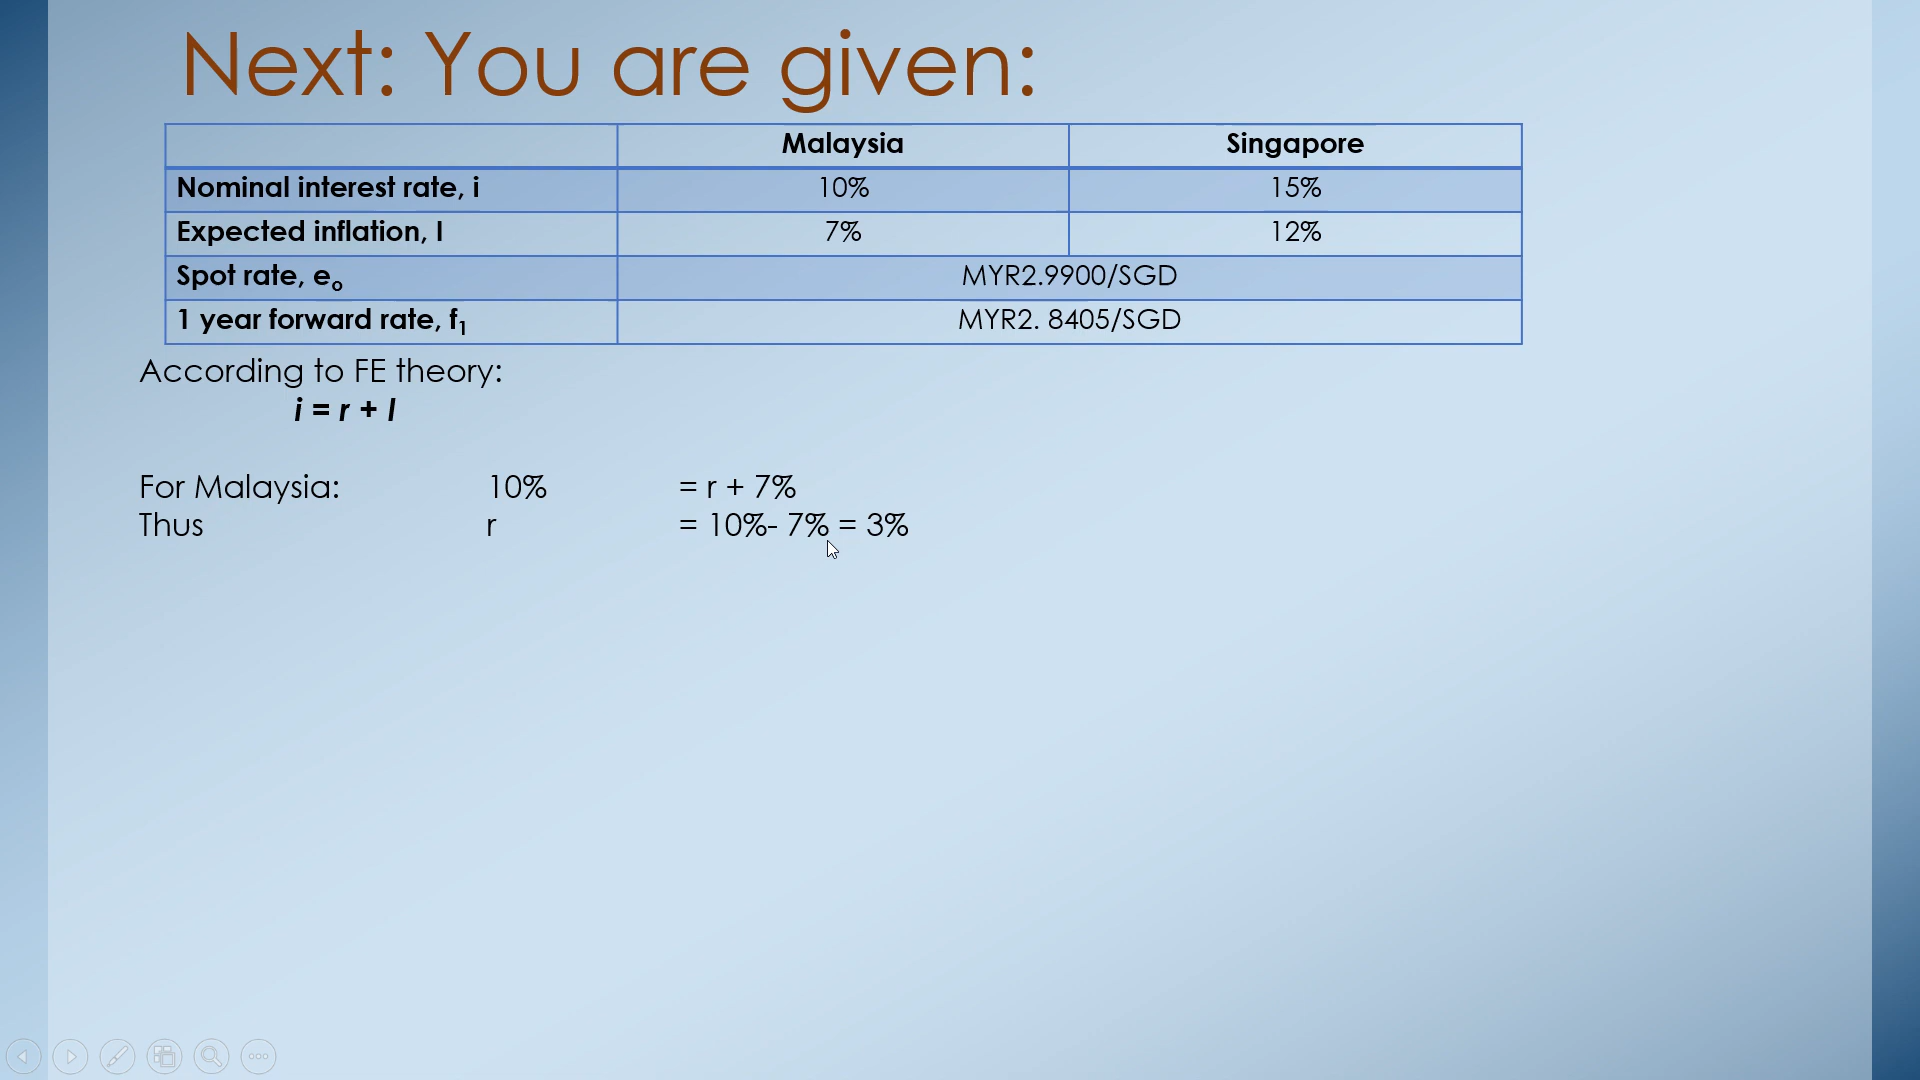 Next: You are given:
Malaysia Singapore
Nominal interest rate, i 10% 15%
Expected inflation, I 7% 12%
Spot rate, eo MYR2.9900/SGD
1 year forward rate, f1 MYR2. 8405/SGD
According to FE theory:
i = r + I
For Malaysia: 10% = r + 7%
Thus r = 10%- 7% = 3%